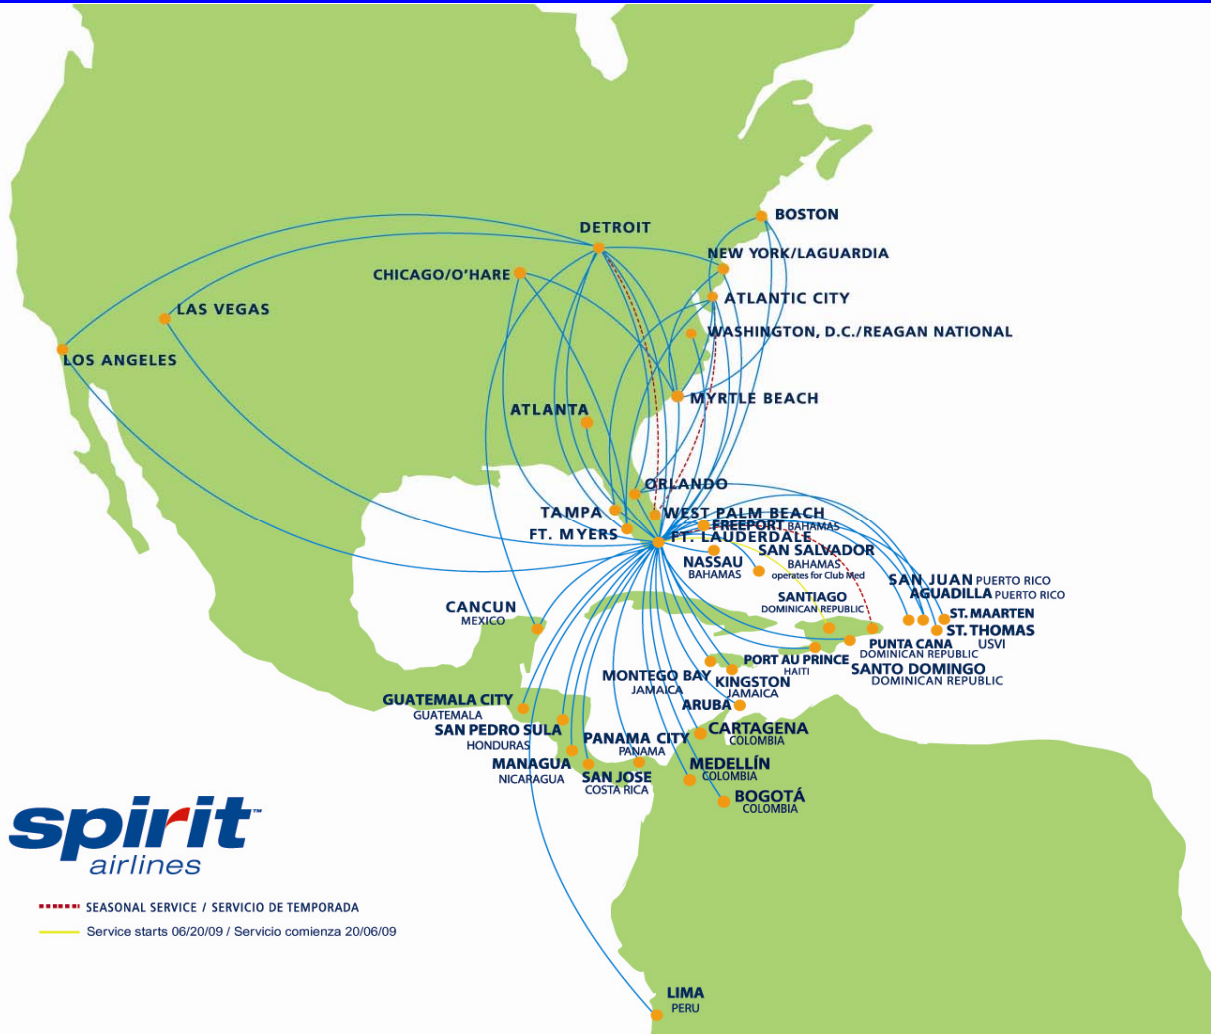 BOSTON
DETROIT
NEW YORK/LAGUARDIA
CHICAGO/O'HARE
ATLANTIC CITY
LAS VEGAS
WASHINGTON, D.C./REAGAN NATIONAL
LOS ANGELES
MYRTLE BEACH
ATLANTA
ORLANDO
TAMPA
WEST PALM BEACH
FREEPORT BAHAMAS
FT. MYERS
FT. LAUDERDALE
SAN SALVADOR
BAHAMAS
operates for Club Med
NASSAU
BAHAMAS
SAN JUAN PUERTO RICO
AGUADILLA PUERTO RICO
SANTIAGO
DOMINICAN REPUBLIC
CANCUN
MEXICO
ST. MAARTEN
ST. THOMAS
USVI
PUNTA CANA
DOMINICAN REPUBLIC
PORT AU PRINCE
HAITI
SANTO DOMINGO
DOMINICAN REPUBLIC
MONTEGO BAY
JAMAICA
KINGSTON
JAMAICA
ARUBA
GUATEMALA CITY
GUATEMALA
SAN PEDRO SULA
HONDURAS
CARTAGENA
COLOMBIA
PANAMA CITY
PANAMA
MANAGUA
NICARAGUA
SAN JOSE
COSTA RICA
MEDELLÍN
COLOMBIA
BOGOTÁ
COLOMBIA
spirit™
airlines
SEASONAL SERVICE / SERVICIO DE TEMPORADA
Service starts 06/20/09 / Servicio comienza 20/06/09
LIMA
PERU